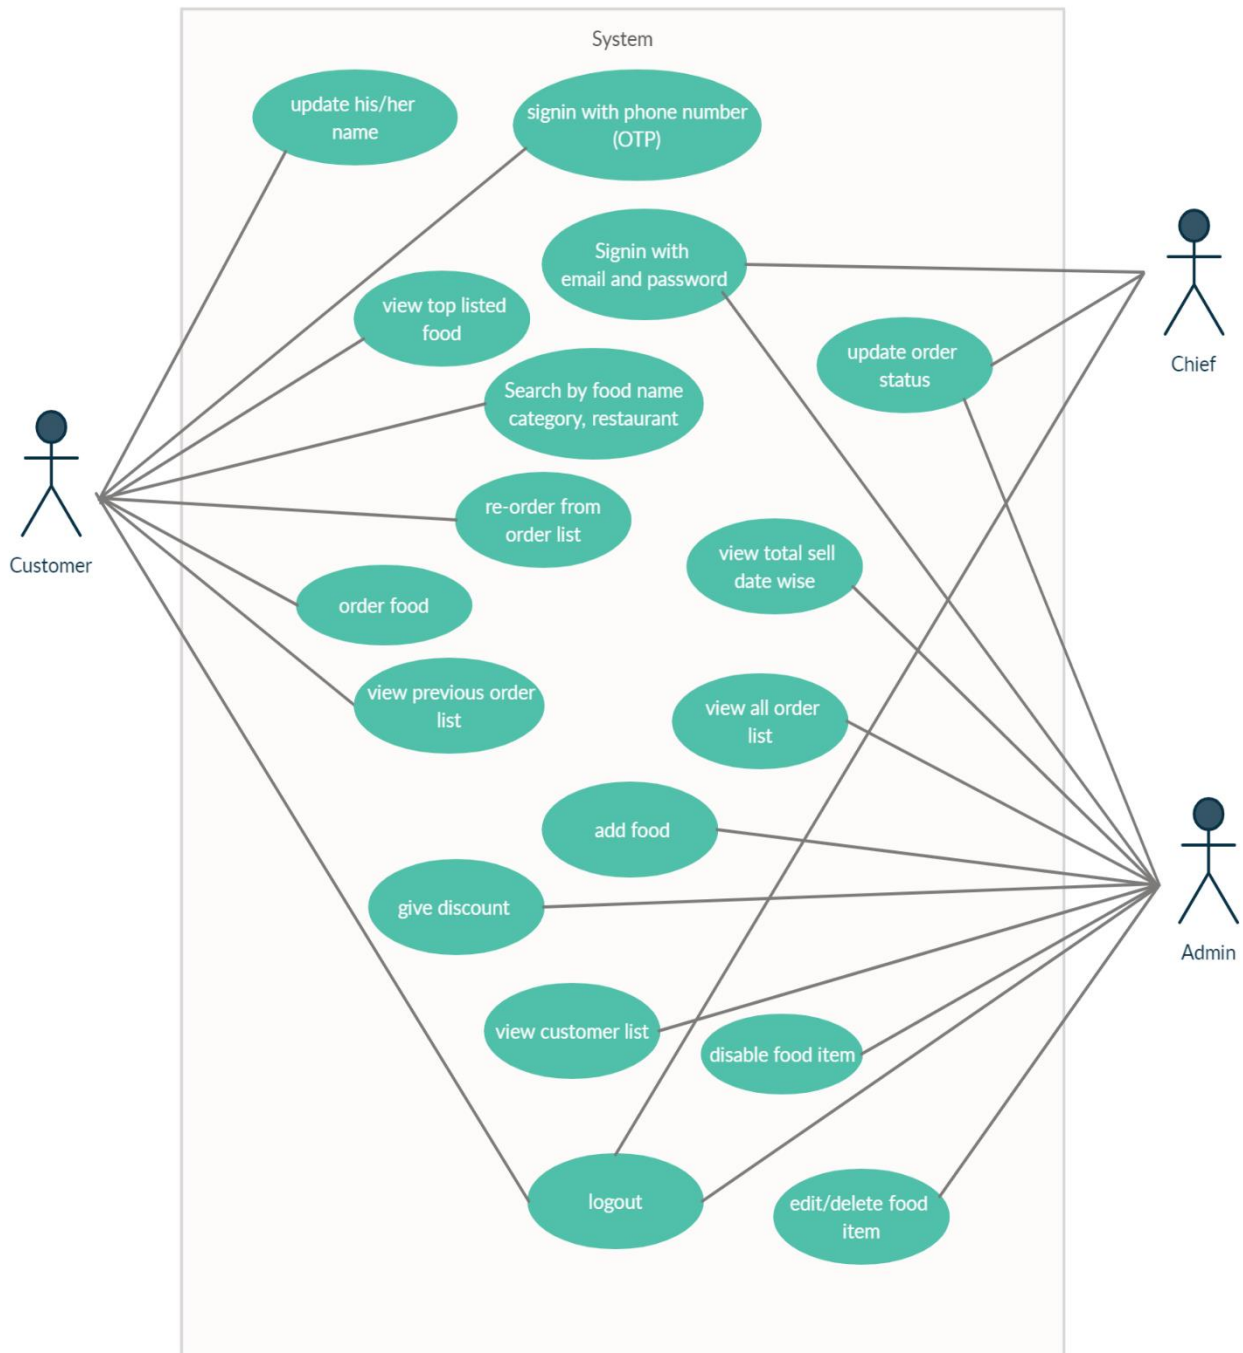 System
update his/her
name
signin with phone number
(OTP)
Signin with
email and password
view top listed
food
update order
status
Chief
Search by food name
category, restaurant
Customer
re-order from
order list
view total sell
date wise
order food
view previous order
list
view all order
list
add food
give discount
Admin
view customer list
disable food item
logout
edit/delete food
item